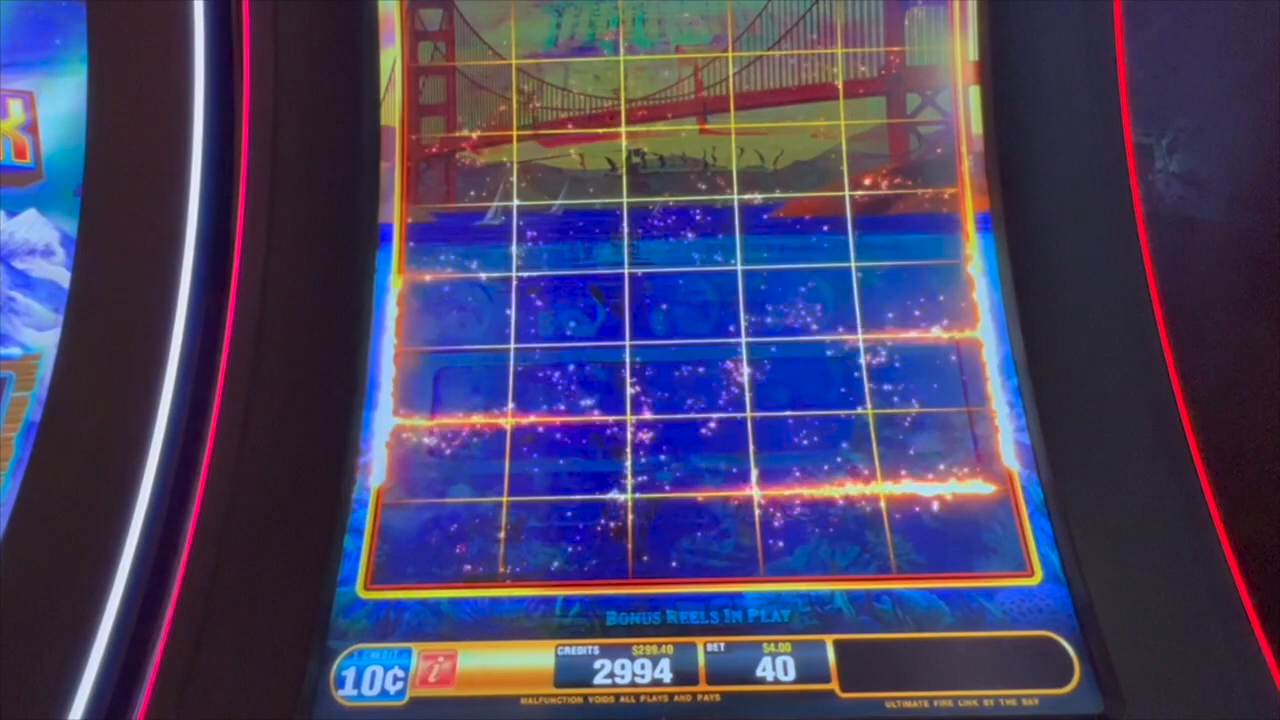 X
BONUS REELS IN PLAY
1 CREDIT
10¢
i
CREDITS $299.40
2994
BET $4.00
40
MALFUNCTION VOIDS ALL PLAYS AND PAYS
ULTIMATE FIRE LINK BY THE BAY